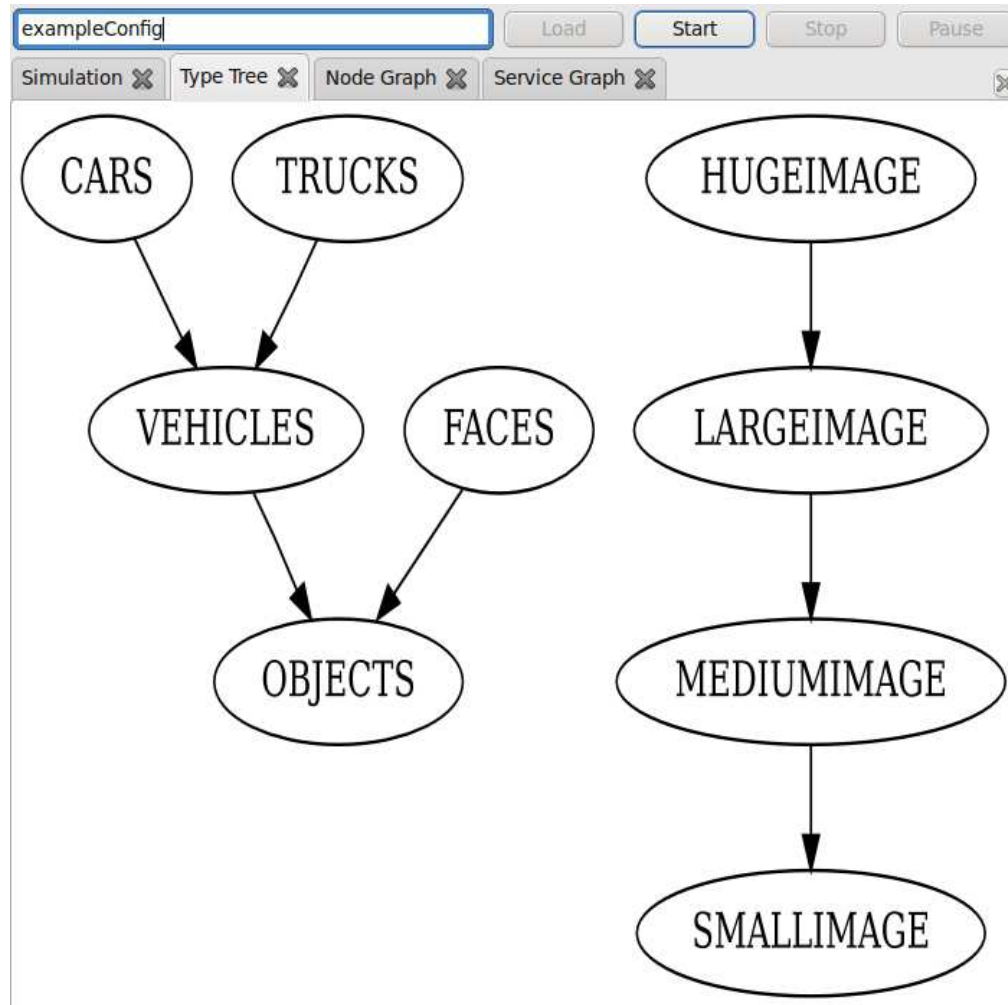 exampleConfig Load Start Stop Pause
Simulation Type Tree Node Graph Service Graph
CARS TRUCKS HUGEIMAGE
VEHICLES FACES LARGEIMAGE
OBJECTS MEDIUMIMAGE
SMALLIMAGE